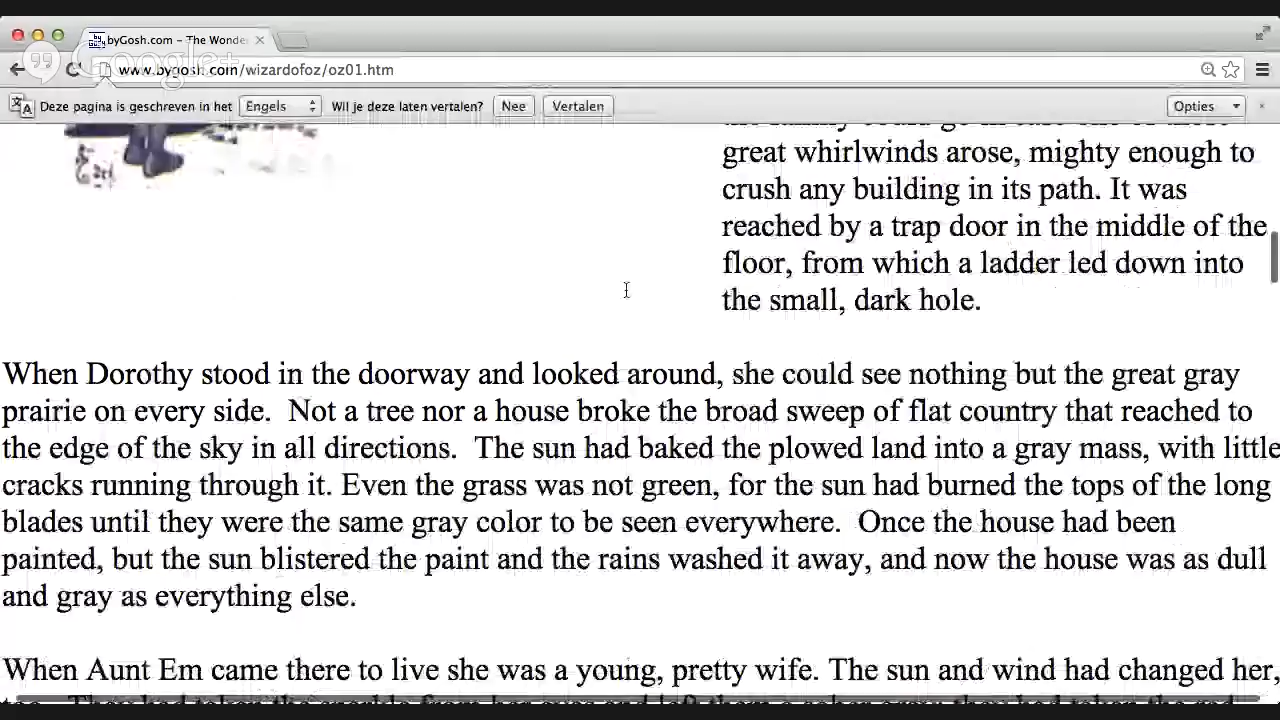 byGosh.com – The Wonde
Google+
www.bygosh.com/wizardofoz/oz01.htm
Deze pagina is geschreven in het Engels Wil je deze laten vertalen? Nee Vertalen Opties
great whirlwinds arose, mighty enough to
crush any building in its path. It was
reached by a trap door in the middle of the
floor, from which a ladder led down into
the small, dark hole.
When Dorothy stood in the doorway and looked around, she could see nothing but the great gray
prairie on every side. Not a tree nor a house broke the broad sweep of flat country that reached to
the edge of the sky in all directions. The sun had baked the plowed land into a gray mass, with little
cracks running through it. Even the grass was not green, for the sun had burned the tops of the long
blades until they were the same gray color to be seen everywhere. Once the house had been
painted, but the sun blistered the paint and the rains washed it away, and now the house was as dull
and gray as everything else.
When Aunt Em came there to live she was a young, pretty wife. The sun and wind had changed her,